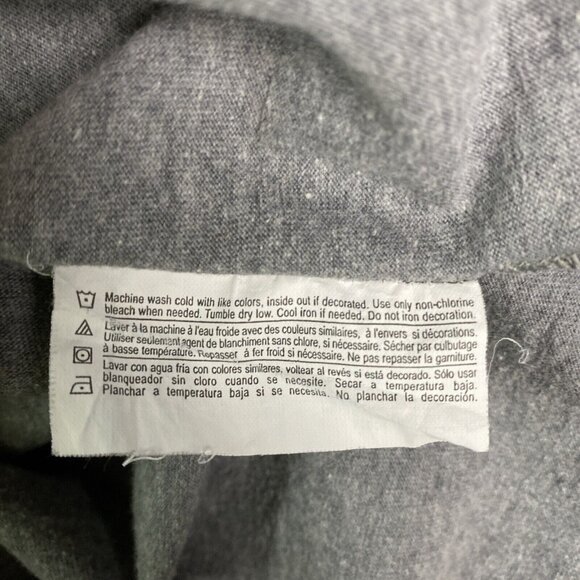 Machine wash cold with like colors, inside out if decorated. Use only non-chlorine
bleach when needed. Tumble dry low. Cool iron if needed. Do not iron decoration.
Laver à la machine à l'eau froide avec des couleurs similaires, à l'envers si décorations.
Utiliser seulement agent de blanchiment sans chlore, si nécessaire. Sécher par culbutage
à basse température. Repasser à fer froid si nécessaire. Ne pas repasser la garniture.
Lavar con agua fría con colores similares, voltear al revés si está decorado. Sólo usar
blanqueador sin cloro cuando se necesite. Secar a temperatura baja.
Planchar a temperatura baja si se necesita. No planchar la decoración.